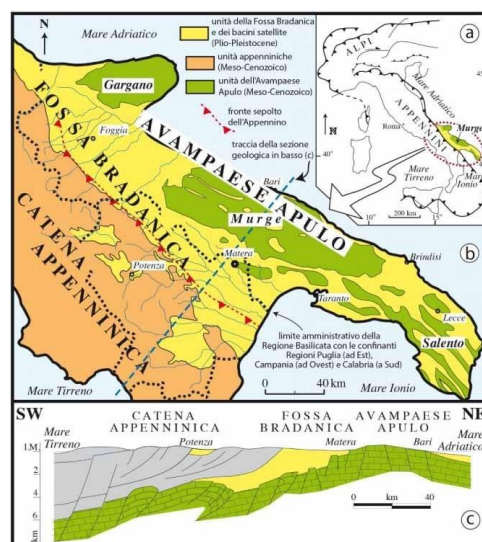 N
Mare Adriatico
unità della Fossa Bradanica
e dei bacini satellite
(Plio-Pleistocene)
unità appenniniche
(Meso-Cenozoico)
unità dell'Avampaese
Apulo (Meso-Cenozoico)
fronte sepolto
dell'Appennino
traccia della sezione
geologica in basso (c)
a
ALPI
APPENNINI
Mare Adriatico
Roma
Murge
Mare Tirreno
Mar
Ionio
N
45
40°
10°
15°
200 km
Gargano
Foggia
FOSSA BRADANICA
AVAMPAESE APULO
Bari
Murge
CATENA
APPENNINICA
Potenza
Matera
Brindisi
Taranto
Lecce
Salento
b
limite amministrativo della
Regione Basilicata con le confinanti
Regioni Puglia (ad Est),
Campania (ad Ovest) e Calabria (a Sud)
Mare Tirreno
0 40 km
Mare Ionio
SW
CATENA
APPENNINICA
FOSSA
BRADANICA
AVAMPAESE
APULO
NE
Mare
Tirreno
Potenza
Matera
Bari
Mare
Adriatico
l.M.
2
4
6
km
0 km 40
c